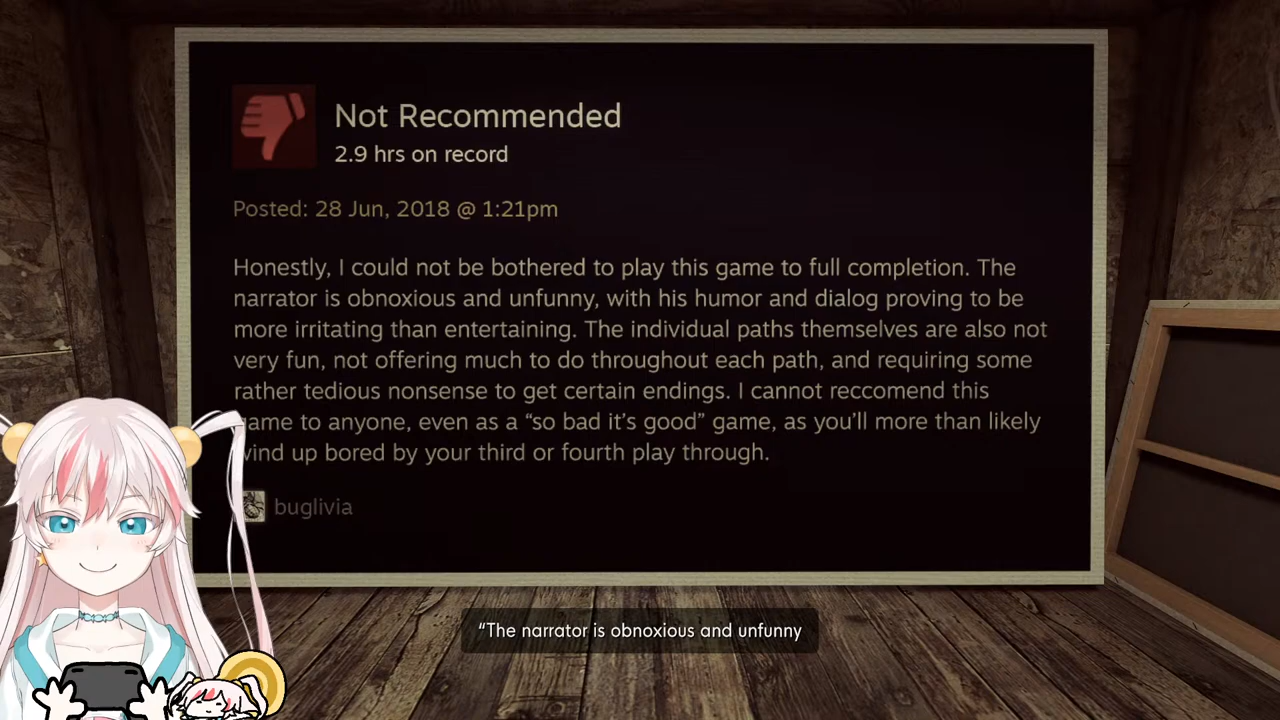 Not Recommended
2.9 hrs on record
Posted: 28 Jun, 2018 @ 1:21pm
Honestly, I could not be bothered to play this game to full completion. The
narrator is obnoxious and unfunny, with his humor and dialog proving to be
more irritating than entertaining. The individual paths themselves are also not
very fun, not offering much to do throughout each path, and requiring some
rather tedious nonsense to get certain endings. I cannot reccomend this
game to anyone, even as a “so bad it’s good” game, as you’ll more than likely
wind up bored by your third or fourth play through.
buglivia
“The narrator is obnoxious and unfunny